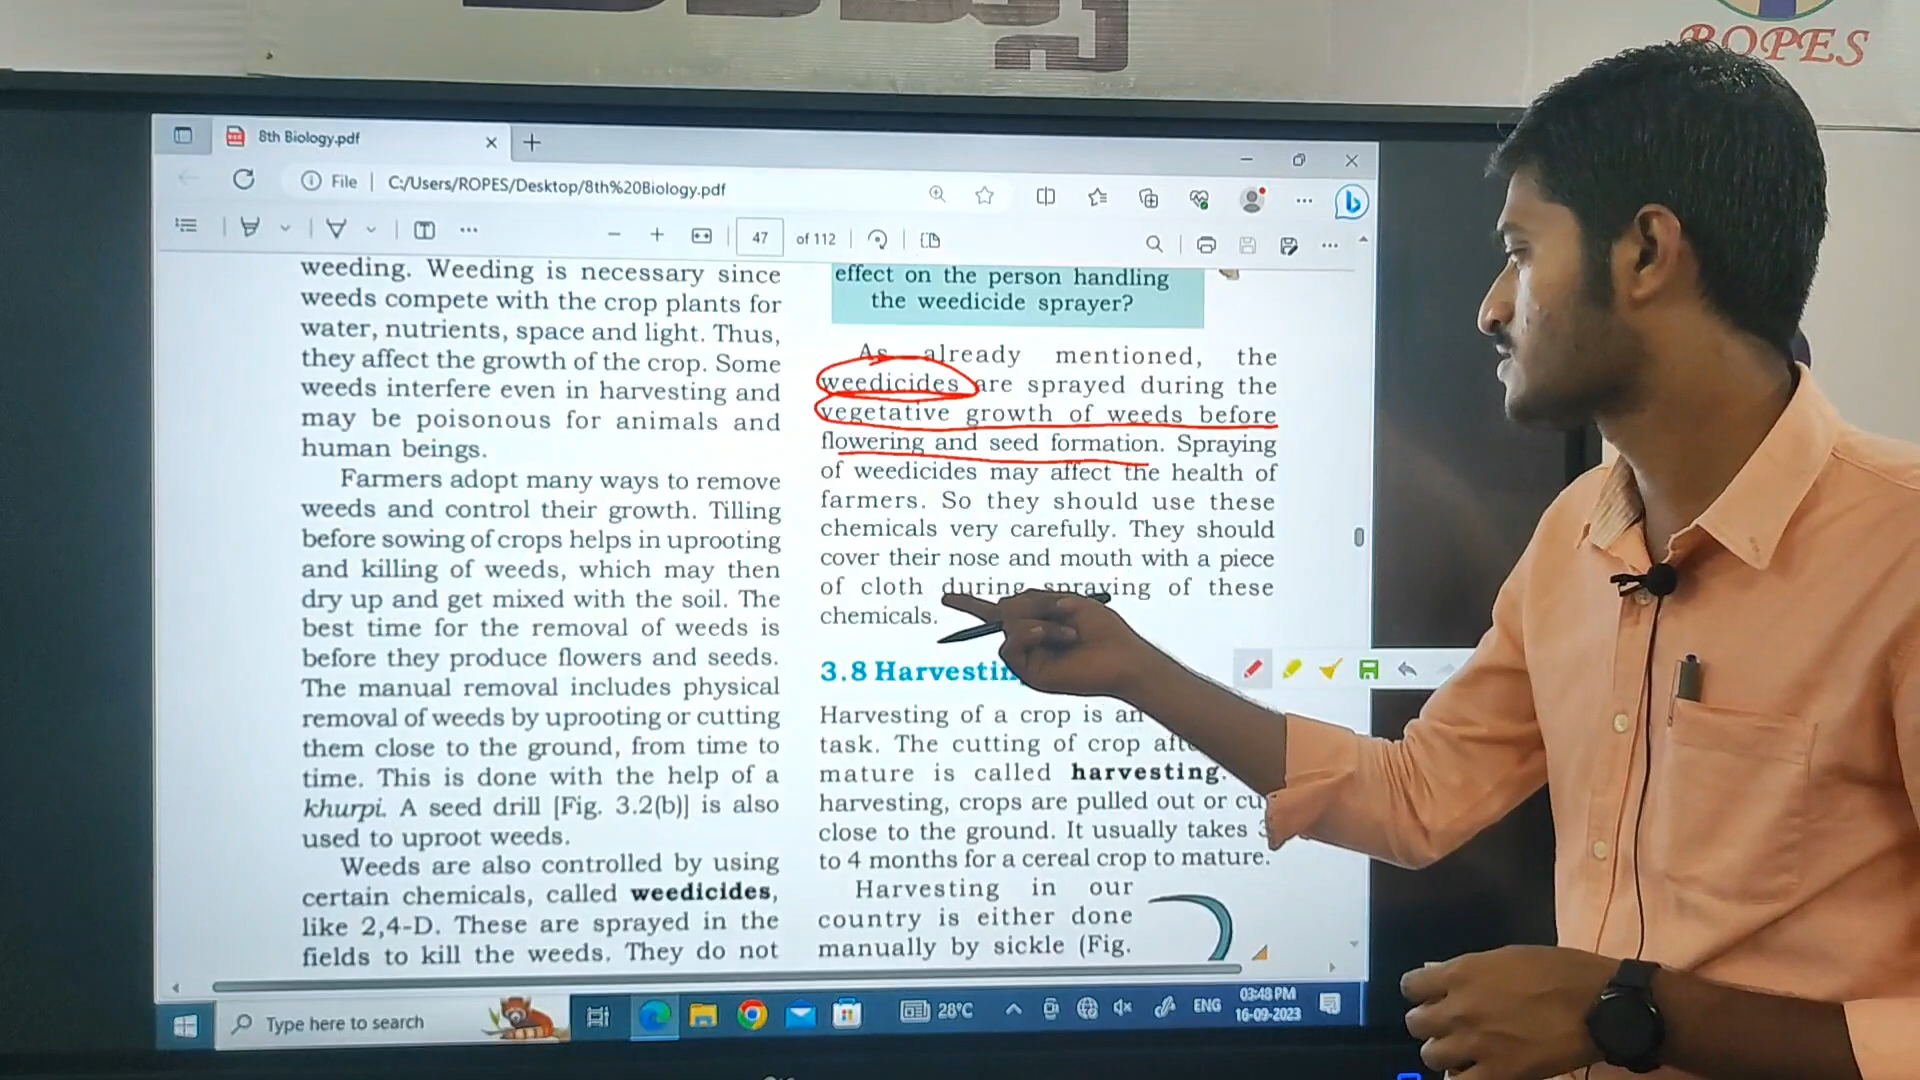 ROPES
8th Biology.pdf
File
C:/Users/ROPES/Desktop/8th%20Biology.pdf
47 of 112
weeding. Weeding is necessary since
weeds compete with the crop plants for
water, nutrients, space and light. Thus,
they affect the growth of the crop. Some
weeds interfere even in harvesting and
may be poisonous for animals and
human beings.
Farmers adopt many ways to remove
weeds and control their growth. Tilling
before sowing of crops helps in uprooting
and killing of weeds, which may then
dry up and get mixed with the soil. The
best time for the removal of weeds is
before they produce flowers and seeds.
The manual removal includes physical
removal of weeds by uprooting or cutting
them close to the ground, from time to
time. This is done with the help of a
khurpi. A seed drill [Fig. 3.2(b)] is also
used to uproot weeds.
Weeds are also controlled by using
certain chemicals, called weedicides,
like 2,4-D. These are sprayed in the
fields to kill the weeds. They do not
effect on the person handling
the weedicide sprayer?
As already mentioned, the
weedicides are sprayed during the
vegetative growth of weeds before
flowering and seed formation. Spraying
of weedicides may affect the health of
farmers. So they should use these
chemicals very carefully. They should
cover their nose and mouth with a piece
of cloth during spraying of these
chemicals.
3.8 Harvestin
Harvesting of a crop is an
task. The cutting of crop aft
mature is called harvesting.
harvesting, crops are pulled out or cu
close to the ground. It usually takes 3
to 4 months for a cereal crop to mature.
Harvesting in our
country is either done
manually by sickle (Fig.
Type here to search
28°C
ENG
03:48 PM
16-09-2023